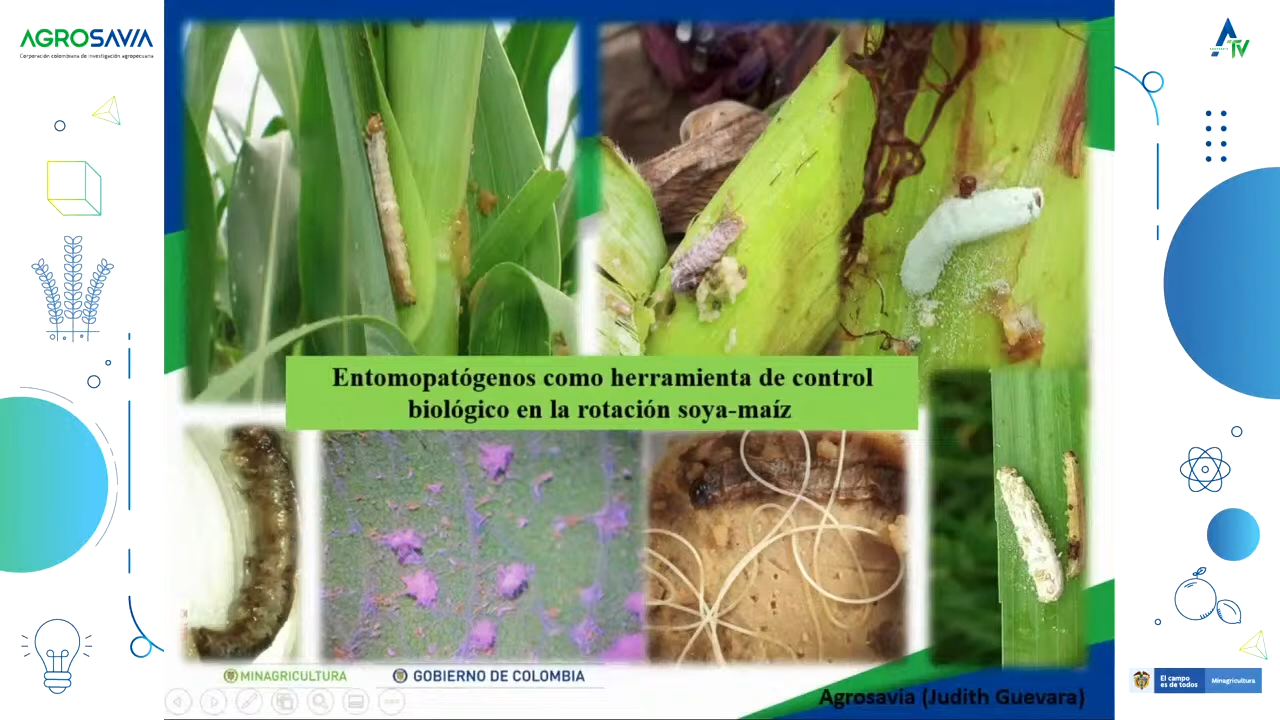 AGROSAVIA
Corporación colombiana de investigación agropecuaria
TV
Entomopatógenos como herramienta de control
biológico en la rotación soya-maíz
MINAGRICULTURA
GOBIERNO DE COLOMBIA
Agrosavia (Judith Guevara)
El campo
es de todos
Minagricultura